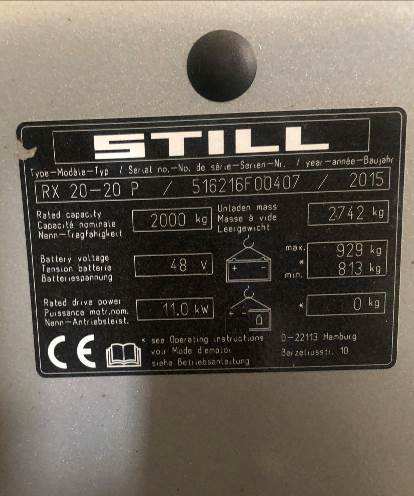 STILL
Type-Modèle-Typ / Serial no.-No. de série-Serien-Nr. / year-année-Baujahr
RX 20-20 P / 516216F00407 / 2015
Rated capacity
Capacité nominale
Nenn-Tragfähigkeit
2000 kg
Unladen mass
Masse à vide
Leergewicht
2742 kg
Battery voltage
Tension batterie
Batteriespannung
48 V
+ -
max.
*
min.
929 kg
813 kg
Rated drive power
Puissance motr.nom.
Nenn-Antriebsleist.
11.0 kW
* 0 kg
CE
* see Operating instructions
voir Mode d'emploi
siehe Betriebsanleitung
D-22113 Hamburg
Berzeliusstr. 10